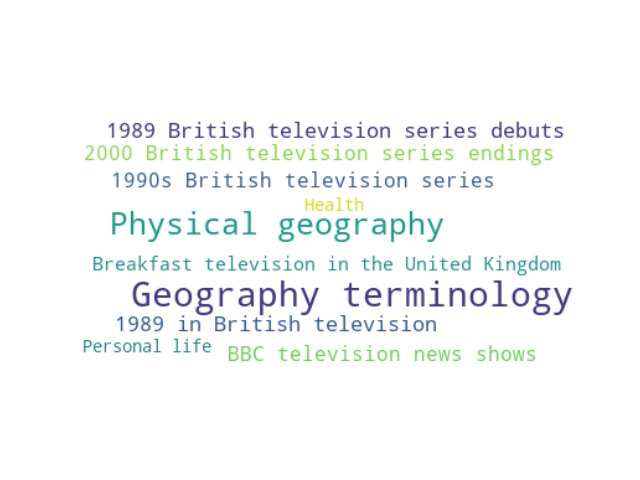 1989 British television series debuts
2000 British television series endings
1990s British television series
Health
Physical geography
Breakfast television in the United Kingdom
Geography terminology
1989 in British television
Personal life
BBC television news shows